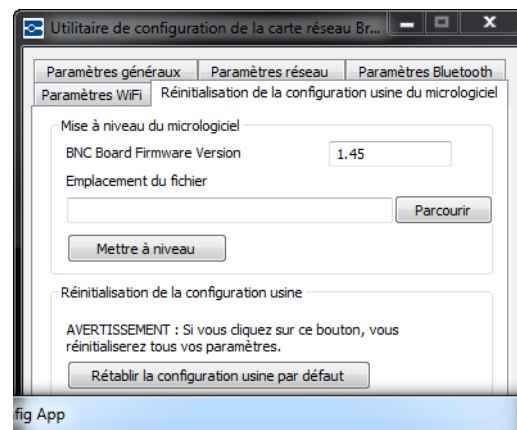 Utilitaire de configuration de la carte réseau Br...
Paramètres généraux
Paramètres réseau
Paramètres Bluetooth
Paramètres WiFi
Réinitialisation de la configuration usine du micrologiciel
Mise à niveau du micrologiciel
BNC Board Firmware Version
1.45
Emplacement du fichier
Parcourir
Mettre à niveau
Réinitialisation de la configuration usine
AVERTISSEMENT : Si vous cliquez sur ce bouton, vous
réinitialiserez tous vos paramètres.
Rétablir la configuration usine par défaut
fig App